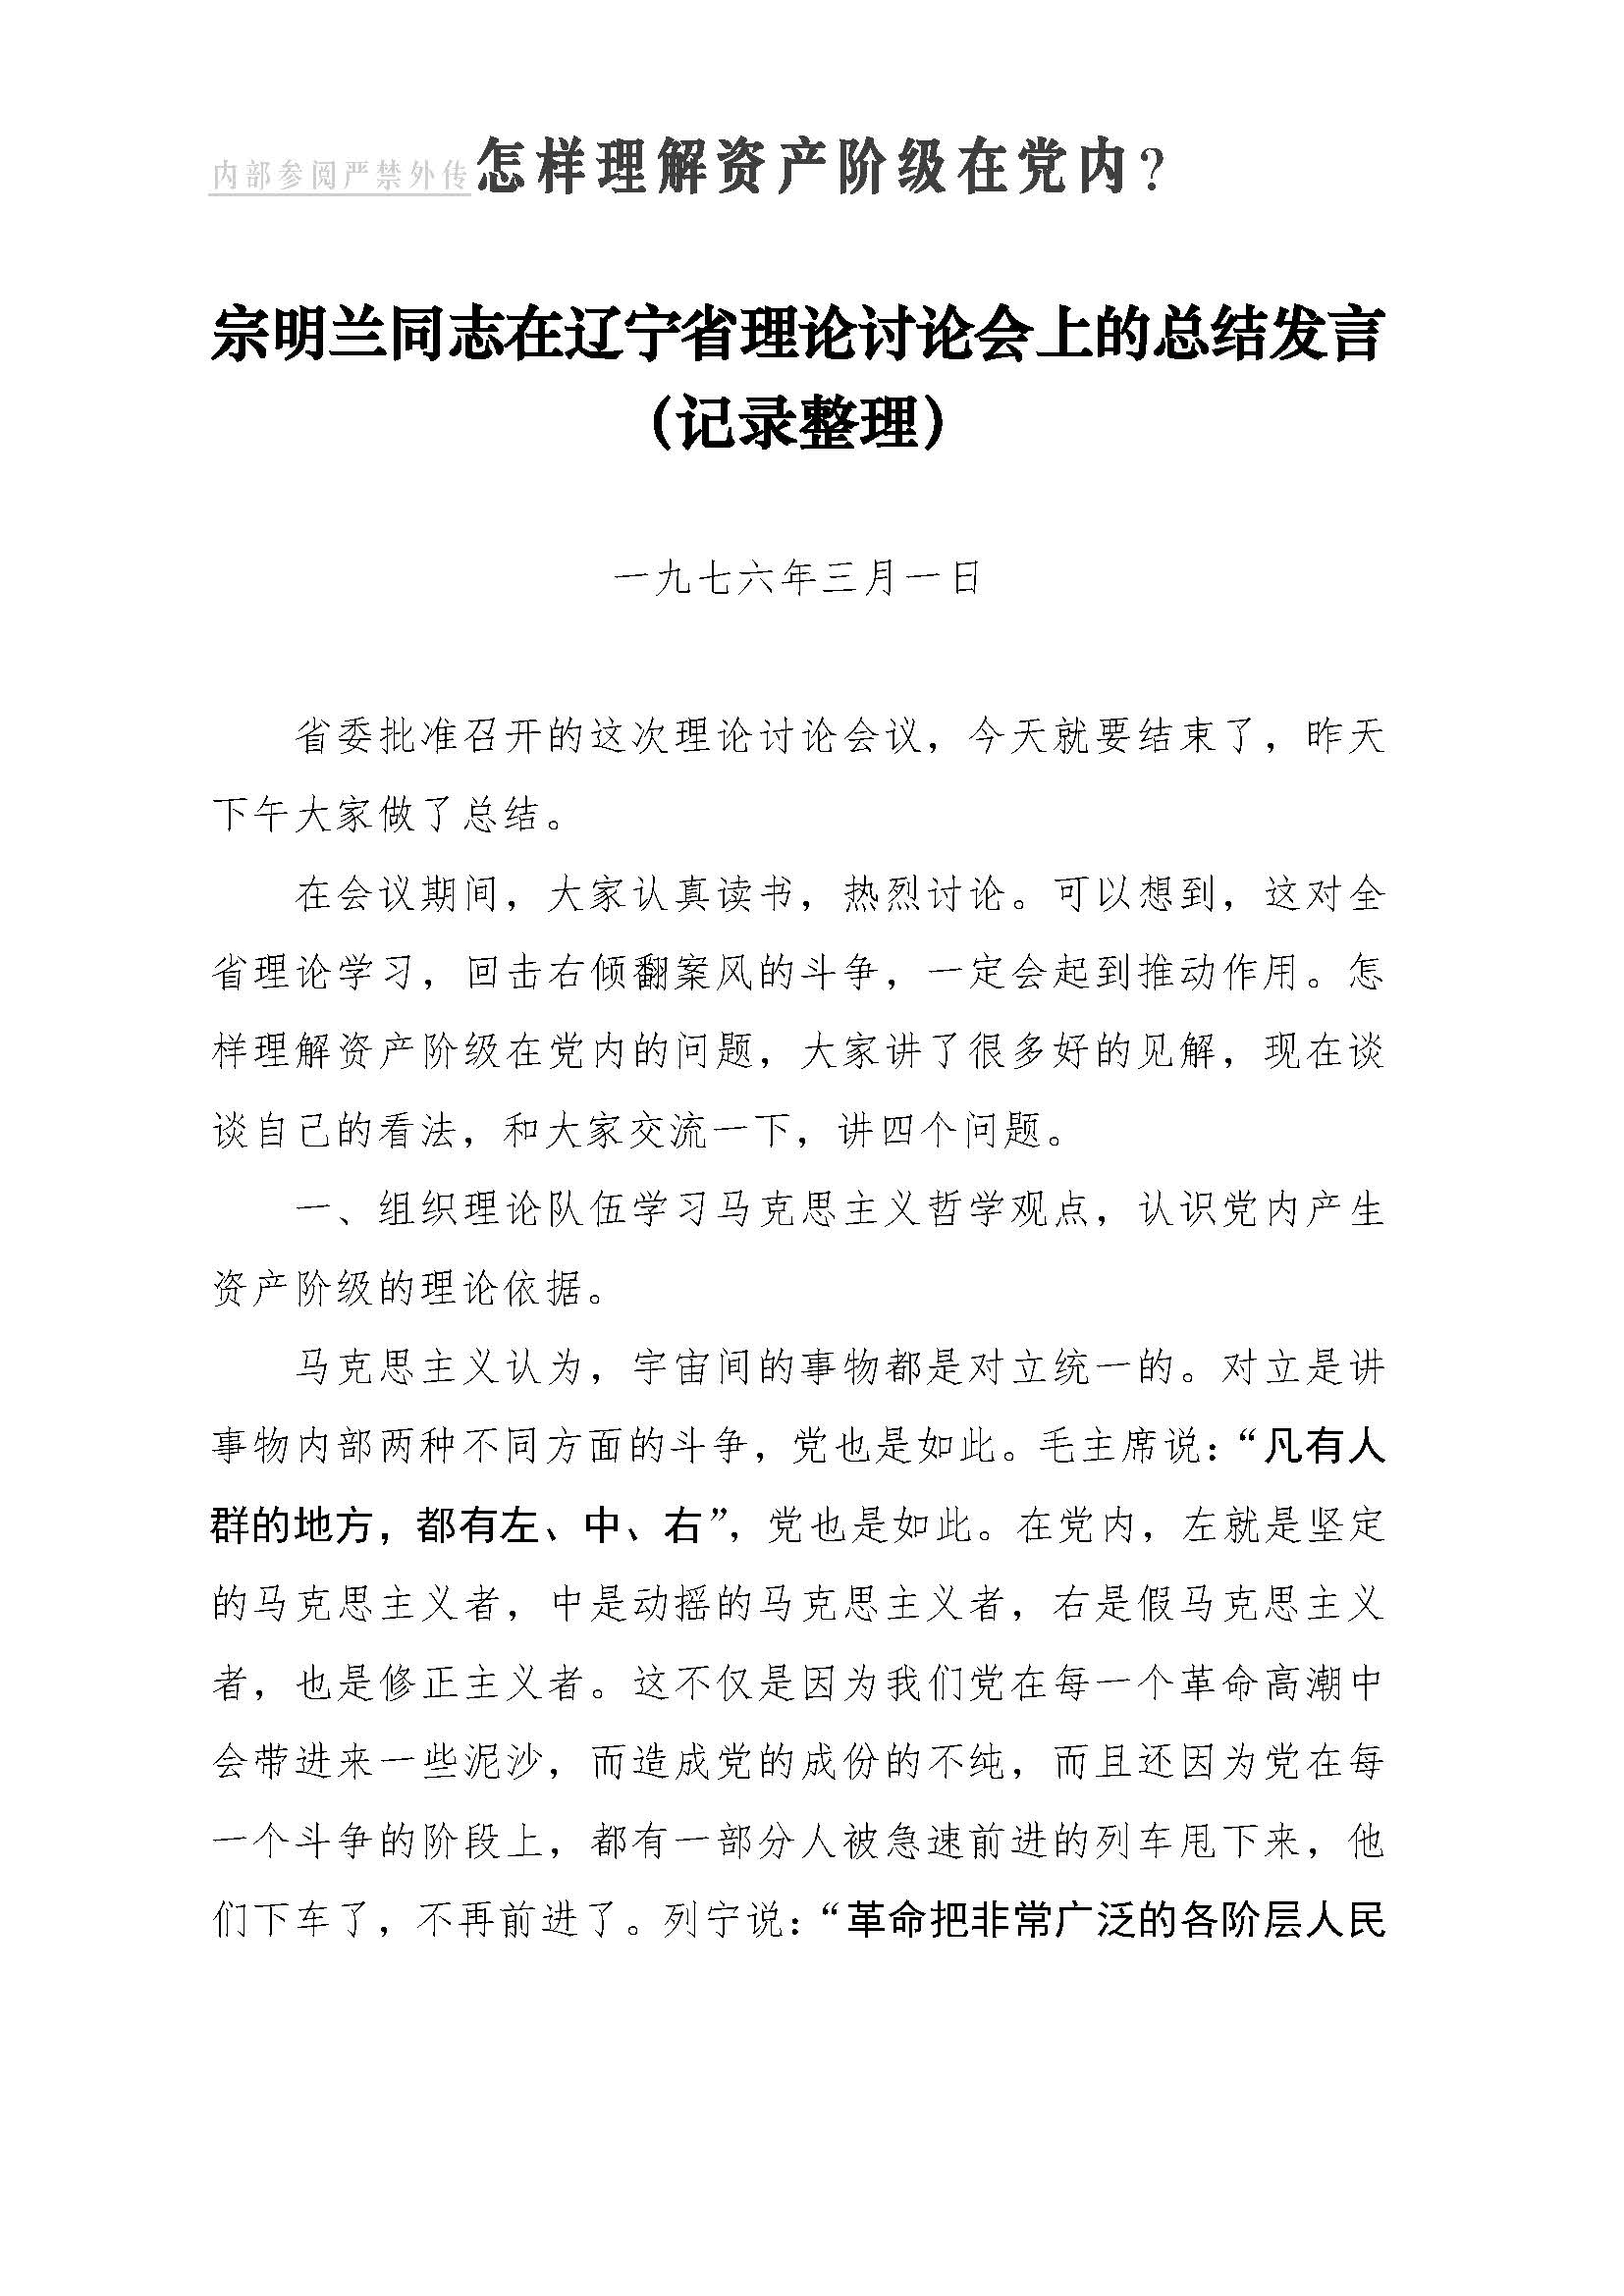 内部参阅严禁外传怎样理解资产阶级在党内？
宗明兰同志在辽宁省理论讨论会上的总结发言
（记录整理）
一九七六年三月一日
省委批准召开的这次理论讨论会议，今天就要结束了，昨天
下午大家做了总结。
在会议期间，大家认真读书，热烈讨论。可以想到，这对全
省理论学习，回击右倾翻案风的斗争，一定会起到推动作用。怎
样理解资产阶级在党内的问题，大家讲了很多好的见解，现在谈
谈自己的看法，和大家交流一下，讲四个问题。
一、组织理论队伍学习马克思主义哲学观点，认识党内产生
资产阶级的理论依据。
马克思主义认为，宇宙间的事物都是对立统一的。对立是讲
事物内部两种不同方面的斗争，党也是如此。毛主席说：“凡有人
群的地方，都有左、中、右”，党也是如此。在党内，左就是坚定
的马克思主义者，中是动摇的马克思主义者，右是假马克思主义
者，也是修正主义者。这不仅是因为我们党在每一个革命高潮中
会带进来一些泥沙，而造成党的成份的不纯，而且还因为党在每
一个斗争的阶段上，都有一部分人被急速前进的列车甩下来，他
们下车了，不再前进了。列宁说：“革命把非常广泛的各阶层人民